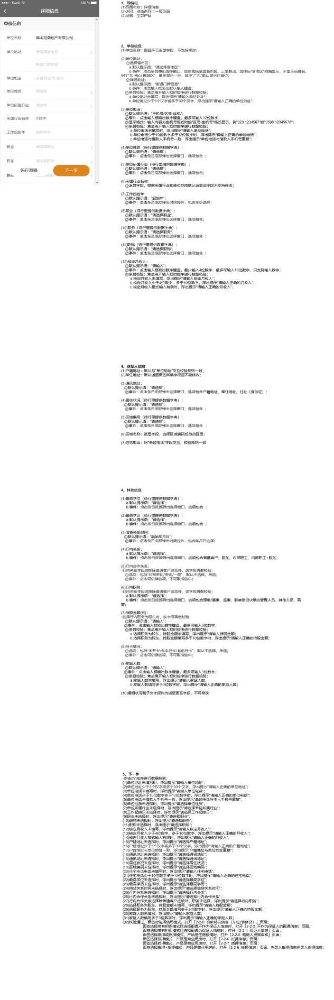 Kwok
100 %
详细信息
单位信息
单位名称 佛山龙湖地产有限公司
单位地址 请选择省市区
街道门牌信息
单位电话 手机号/区号-座机
单位性质 请选择
单位所属行业 请选择
所属行业名称 IT技术
工作起始年 起始年份
职业 请选择职业
职务 请选择职称
保存草稿
下一步
1、导航栏
(1)页面名称：详细信息
(2)返回：点击返回上一级页面
(3)场景：全部产品
2、单位信息
(1)单位名称：面签环节返显字段，不支持修改；
(2)单位地址：
①选择省市区：
a.默认提示语：“请选择省市区”；
b.事件：点击条目弹出选择窗口，选项包括全国省市区，三级联动，选择后“省市区”间隔显示，不显示后缀名，
例“广东 佛山 禅城区”，最多显示一行，其中“广东”默认显示在首位；
②详细地址：
a.默认提示语：“街道门牌信息”；
b.事件：点击输入框唤出默认输入键盘；
③条目校验：焦点离开输入框时按序进行数据校验；
a.单位地址未填写，浮出提示“请输入单位地址”；
b.单位地址少于5个汉字或多于30个汉字，浮出提示“请输入正确的单位地址”；
(3)单位电话：
①默认提示语：“手机号/区号-座机”；
②事件：点击输入框唤出数字键盘，最多可输入12位数字；
③显示格式：输入内容为座机号格式时按“区号-座机号”格式显示，例“023 1234567”或“0598 12345678”；
④条目校验：焦点离开输入框时按序进行数据校验；
a.单位电话未填写时，浮出提示“请输入单位电话”；
b.单位电话少于10位数字多于12位数字时，浮出提示“请输入正确的单位电话”；
c.单位电话与借款人手机号一致，浮出提示“单位电话与借款人手机号重复”；
(4)单位性质（待行里提供数据字典）：
①默认提示语：“请选择”；
②事件：点击条目底部弹出选择窗口，选项包含 ；
(5)单位所属行业（待行里提供数据字典）：
①默认提示语：“请选择”；
②事件：点击条目底部弹出选择窗口，选项包含；
(6)所属行业名称：
①返显字段，根据所属行业和单位性质默认返显此字段不支持修改；
(7)工作起始年：
①默认提示语：“起始年”；
②事件：点击条目底部弹出时间控件，包含年份选择；
(8)职业（待行里提供数据字典）：
①默认提示语：“请选择职业”；
②事件：点击条目底部弹出选择窗口，选项包含；
(10)职务（待行里提供数据字典）：
①默认提示语：“请选择职务”；
②事件：点击条目底部弹出选择窗口，选项包含 ；
(11)职称（待行里提供数据字典）：
①默认提示语：“请选择职称”；
②事件：点击条目底部弹出选择窗口，选项包含 ；
(12)核定月收入：
①默认提示语：“请输入”；
②事件：点击输入框唤出数字键盘，最少输入4位数字，最多可输入10位数字，只支持输入数字；
③条目校验：焦点离开输入框时按序进行数据校验；
a.核定月收入未填写，浮出提示“请输入核定月收入”；
b.核定月收入少于4位数字，多于10位数字，浮出提示“请输入正确的月收入”；
c.核定月收入格式输入有误时，浮出提示“请输入正确的月收入”；
4、联系人信息
(1)户籍地址：默认与“单位地址”交互校验规则一致；
(2)常住地址：默认返显面签所填字段且不能修改；
(3)通讯地址：
①默认提示语：“请选择”；
②事件：点击条目底部弹出选择窗口，选项包含户籍地址、常住地址、住址（身份证）；
(4)居住状况（待行里提供数据字典）：
①默认提示语：“请选择”；
②事件：点击条目底部弹出选择窗口，选项包含 ；
(5)区域编号（待行里提供数据字典）：
①默认提示语：“请选择”；
②事件：点击条目底部弹出选择窗口，选项包含 ；
(6)区域名称：返显字段，选择区域编码后自动回显；
(7)住宅电话：同“单位电话”字段交互、校验规则一致
4、其他信息
(1)最高学位（待行里提供数据字典）：
a.默认提示语：“请选择”；
b.事件：点击条目底部弹出选择窗口，选项包含 ；
(2)最高学历（待行里提供数据字典）：
a.默认提示语：“请选择”；
b.事件：点击条目底部弹出选择窗口，选项包含 ；
(3)信贷关系时间：
①默认提示语：“起始年月日”；
②事件：点击条目底部弹出时间控件，包含年月日选择；
(4)行内关系：
a.默认提示语：“请选择”；
b.事件：点击条目底部弹出选择窗口，选项包含普通客户、股东、内部职工、内部职工+股东；
(5)行内合作关系：
-行内关系字段选择除普通客户选项外，该字段再做校验；
①选项：包括“非常密切/密切/一般”，默认不选择，单选；
②事件：点击可切换选项，不可取消选中；
(6)行内职务：
-行内关系字段选择除普通客户选项外，该字段再做校验；
a.默认提示语：“请选择”；
b.事件：点击条目底部弹出选择窗口，选项包含理事/董事、监事、影响信贷决策的管理人员、其他人员、高
管；
(7)持股金额(元)：
-选择行内职务为股东时，该字段再做校验；
①默认提示语：“请输入”；
②事件：点击输入框唤出数字键盘，最多可输入3位数字；
③条目校验：焦点离开输入框时按序进行数据校验；
a.选择职务为股东，持股金额未填写，浮出提示“请输入持股金额；
b.选择职务为股东，持股金额填写多于10位数字时，浮出提示“请输入正确的持股金额；
(8)持卡情况：
①选项：包括“未开卡\有本行卡\有他行卡”，默认不选择，单选；
②事件：点击可切换选项，不可取消选中；
(9)家庭人数
①默认提示语：“请输入”；
②事件：点击输入框唤出数字键盘，最多可输入3位数字；
③条目校验：焦点离开输入框时按序进行数据校验；
a.家庭人数未填写，浮出提示“请输入家庭人数；
b.家庭人数填写多于3位数字时，浮出提示“请输入正确的家庭人数；
(10)婚姻状况和子女字段均为返显面签字段，不可修改
5、下一步
-点击btn按序进行数据校验；
(1)单位地址未填写时，浮出提示“请输入单位地址”；
(2)单位地址少于5个汉字或多于30个汉字，浮出提示“请输入正确的单位地址”；
(3)单位电话未填写时，浮出提示“请输入单位电话”；
(4)单位电话少于10位数字多于12位数字时，浮出提示“请输入正确的单位电话”；
(5)单位电话与借款人手机号一致，浮出提示“单位电话与本人手机号重复”；
(6)单位性质未选择时，浮出提示“请选择单位性质”；
(7)单位所属行业未选择时，浮出提示“请选择单位所属行业”；
(8)工作起始日未选择时，浮出提示“请选择工作起始日”；
(9)职业未选择时，浮出提示“请选择职业”；
(10)职务未选择时，浮出提示“请选择职务”；
(11)职称未选择时，浮出提示“请选择职称”；
(12)核定月收入未填写，浮出提示“请输入核定月收入”；
(13)核定月收入少于4位数字，多于10位数字，浮出提示“请输入正确的月收入”；
(14)核定月收入格式输入有误时，浮出提示“请输入正确的月收入”；
(15)户籍地址未选择时，浮出提示“请选择户籍地址”；
(16)户籍地址少于5个汉字或多于30个汉字，浮出提示“请输入正确的户籍地址”；
(17)户籍地址与单位地址一致，浮出提示“户籍地址与单位地址重复”；
(18)通讯地址未选择时，浮出提示“请选择通讯地址”；
(18)通讯地址未选择时，浮出提示“请选择通讯地址”；
(18)居住状况未选择时，浮出提示“请选择居住状况”；
(19)区域编码未选择时，浮出提示“请选择区域编码”；
(20)住宅电话电话未填写时，浮出提示“请输入住宅电话”；
(21)住宅电话少于10位数字多于12位数字时，浮出提示“请输入正确的住宅电话”；
(22)最高学位未选择时，浮出提示“请选择最高学位”；
(23)最高学历未选择时，浮出提示“请选择最高学历”；
(24)信贷关系时间未选择时，浮出提示“请选择信贷关系时间”；
(25)行内关系未选择时，浮出提示“请选择行内关系”；
(26)行内合作关系未选择时，浮出提示“请选择行内合作关系”；
(27)行内合作关系选择除普通客户选项外，职务未选择，浮出提示“请选择行内职务”；
(28)选择职务为股东，持股金额未填写，浮出提示“请输入持股金额；
(29)选择职务为股东，持股金额填写多于3位数字时，浮出提示“请输入正确的持股金额；
(30)家庭人数未填写，浮出提示“请输入家庭人数；
(31)家庭人数填写多于3位数字时，浮出提示“请输入正确的家庭人数；
(32)校验通过，面签时选择信用模式，打开「2-2-8 贷款补充信息（车位/装修贷）」页面；
面签选择带有担保模式且选择配偶不作为保证人信息时，打开「2-2-3 不作为保证人的配偶信息」页面；
面签选择带有担保模式且选择配偶为保证人信息时，打开「2-2-4 保证人信息」页面；
面签选择抵押或质押模式，产品是住房按揭时，打开「2-2-5 购房人资格审核」页面；
面签选择抵押模式，产品是商业用房时，打开「2-2-6 抵押信息」页面；
面签选择质押模式，产品是商业用房时，打开「2-2-7 质押信息」页面；
面签选择抵押+质押模式，产品是商业用房时，打开「2-2-6 抵押信息」页面，先录入抵押信息在录入质押信息；